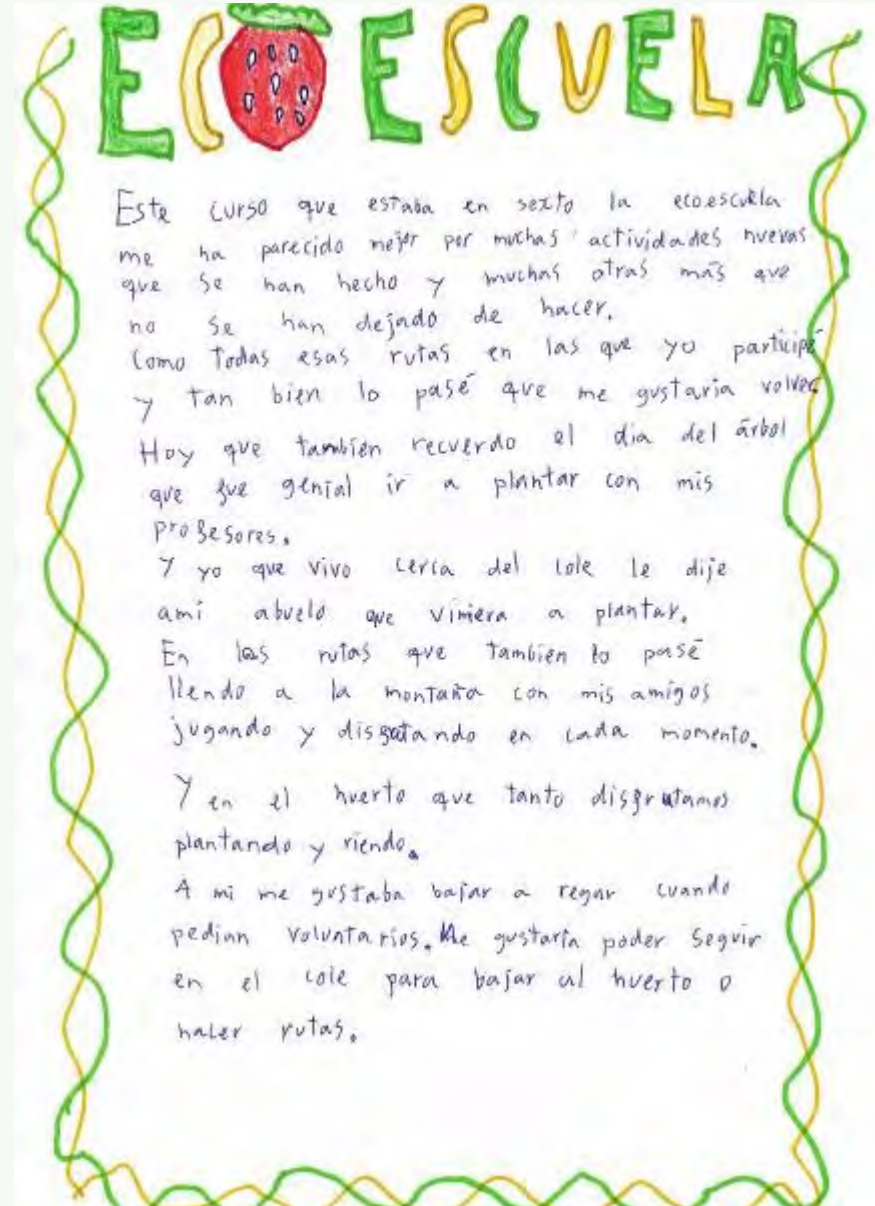 ECOESCUELA
Este curso que estaba en sexto la ecoescuela
me ha parecido mejor por muchas actividades nuevas
que se han hecho y muchas otras más que
no se han dejado de hacer.
Como todas esas rutas en las que yo participé
y tan bien lo pasé que me gustaria volver.
Hoy que también recuerdo el dia del árbol
que fue genial ir a plantar con mis
profesores.
Y yo que vivo cerca del cole le dije
ami abuelo que viniera a plantar.
En las rutas que también lo pasé
llendo a la montaña con mis amigos
jugando y disfutando en cada momento.
Y en el huerto que tanto disfrutamos
plantando y riendo.
A mi me gustaba bajar a regar cuando
pedian voluntarios. Me gustaría poder seguir
en el cole para bajar al huerto o
hacer rutas.